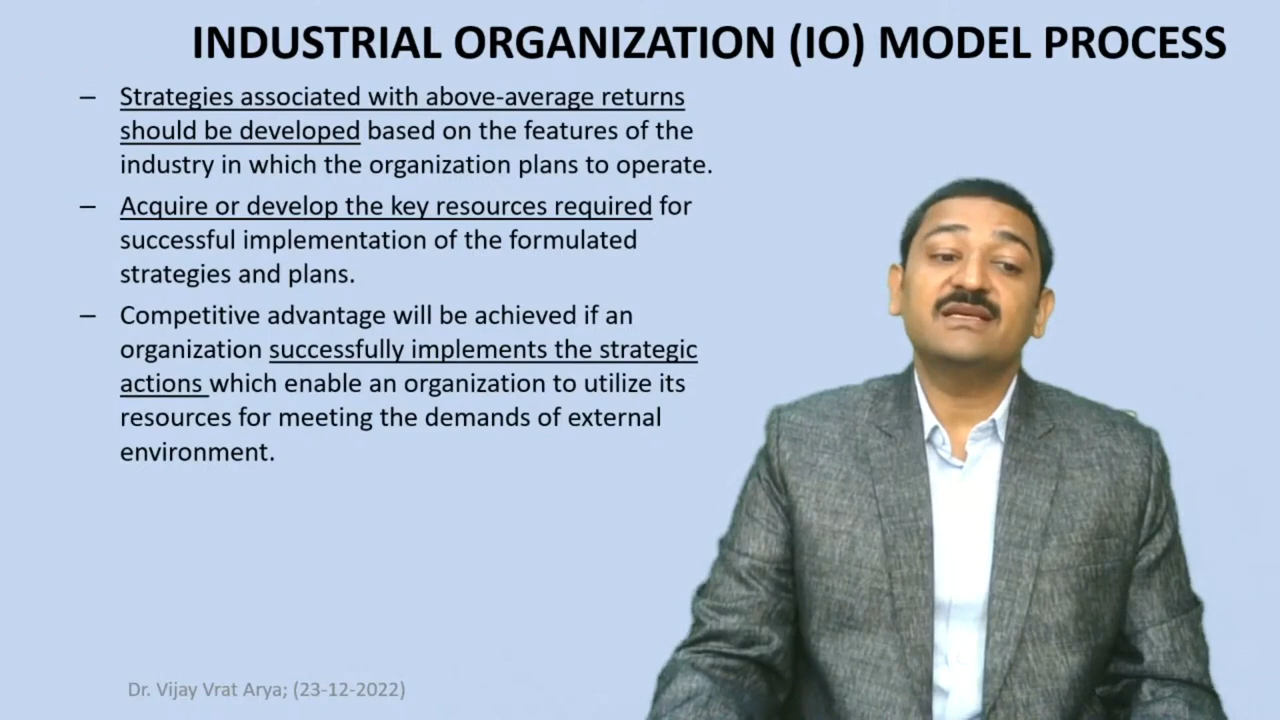 INDUSTRIAL ORGANIZATION (IO) MODEL PROCESS
– Strategies associated with above-average returns
should be developed based on the features of the
industry in which the organization plans to operate.
– Acquire or develop the key resources required for
successful implementation of the formulated
strategies and plans.
– Competitive advantage will be achieved if an
organization successfully implements the strategic
actions which enable an organization to utilize its
resources for meeting the demands of external
environment.
Dr. Vijay Vrat Arya; (23-12-2022)